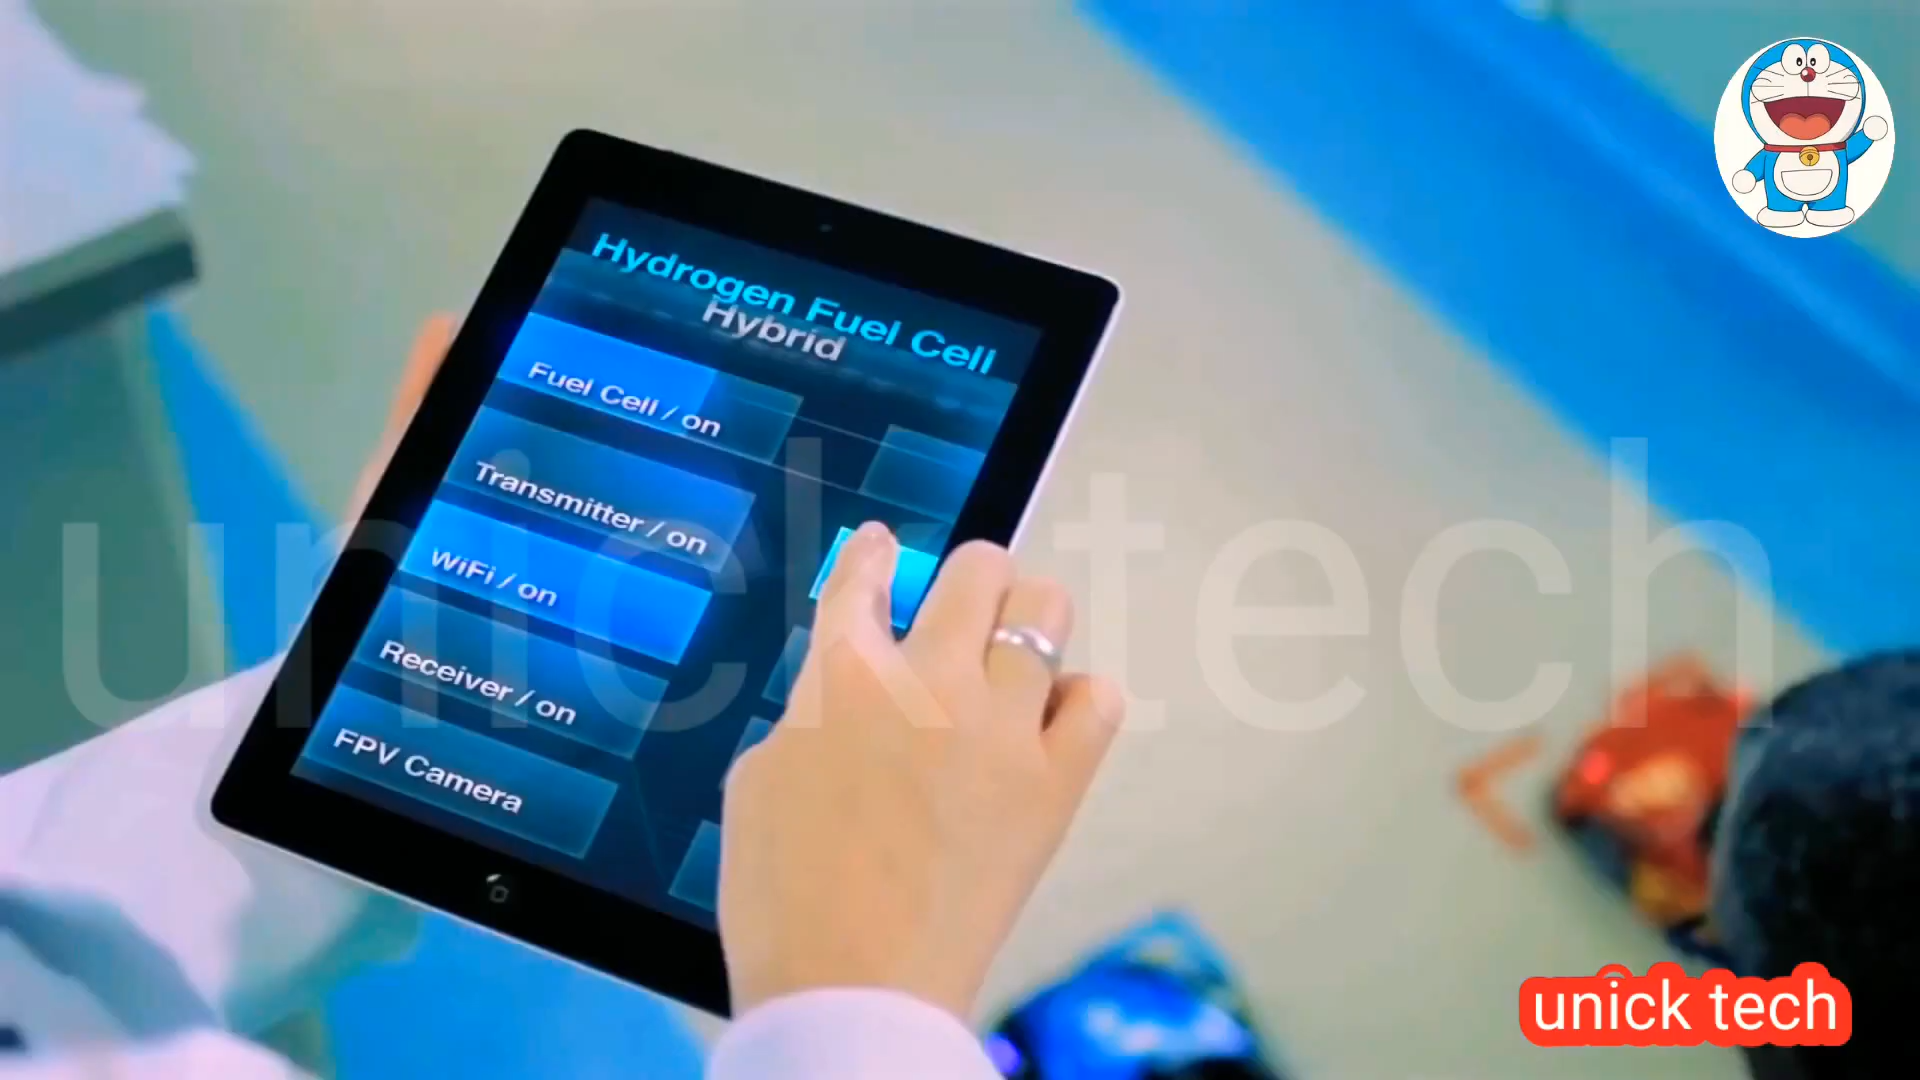 Hydrogen Fuel Cell
Hybrid
Fuel Cell / on
Transmitter / on
WiFi / on
Receiver / on
FPV Camera
unick tech
unick tech